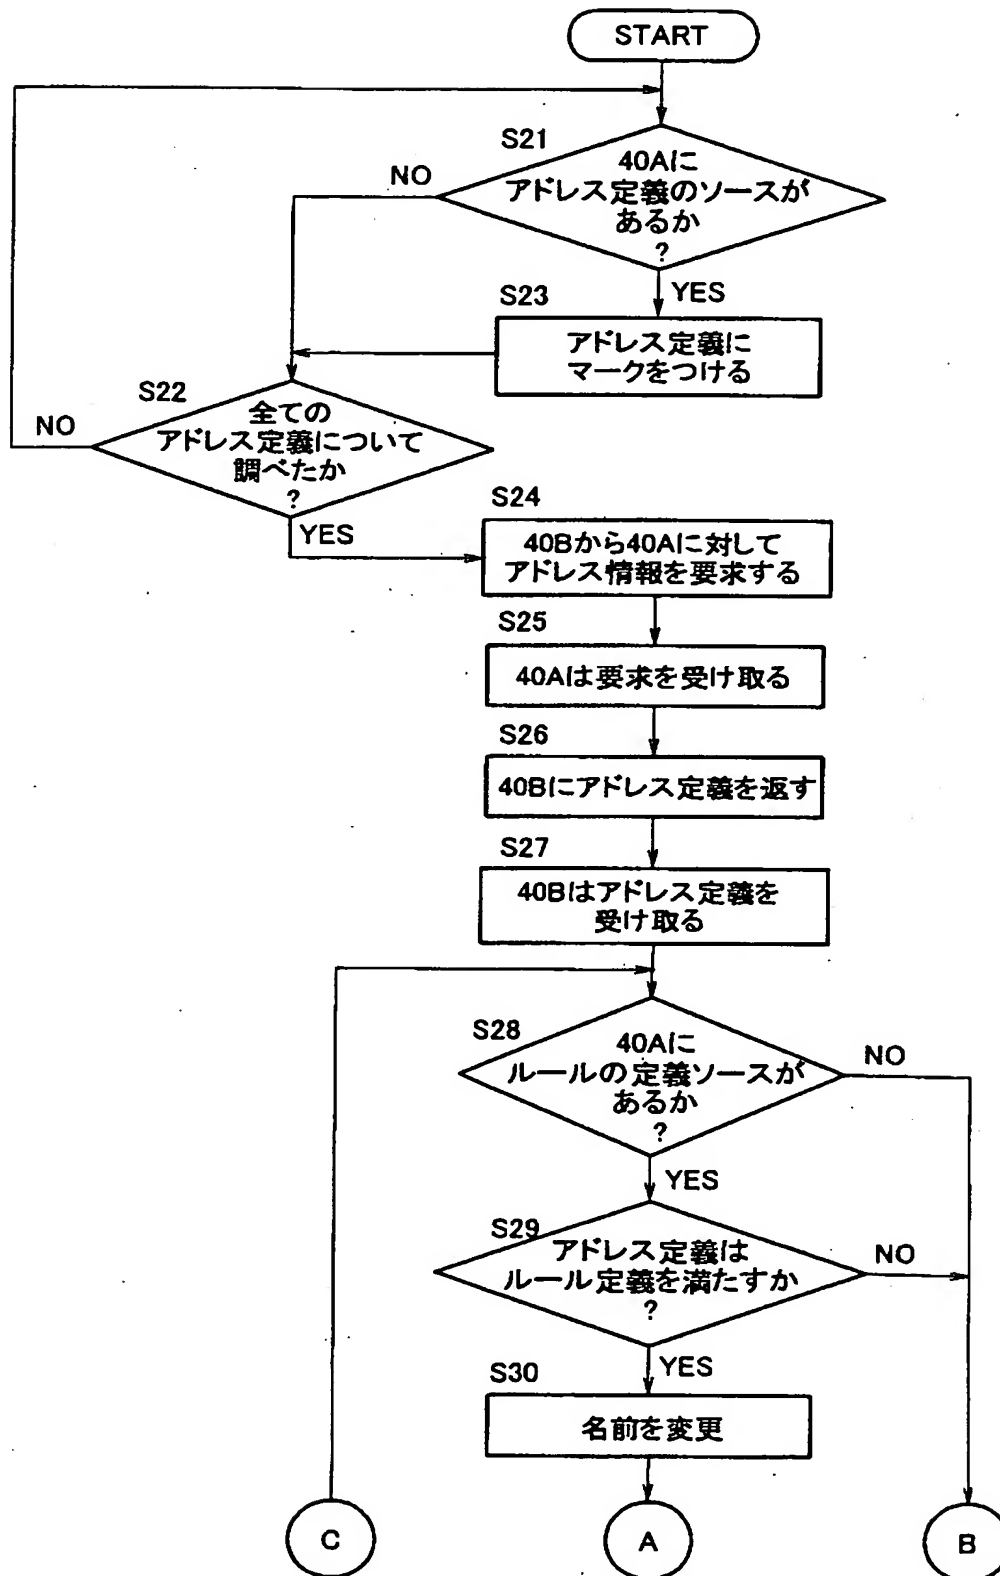 START
S21
40Aに
アドレス定義のソースが
あるか
?
NO
YES
S23
アドレス定義に
マークをつける
S22
全ての
アドレス定義について
調べたか
?
NO
YES
S24
40Bから40Aに対して
アドレス情報を要求する
S25
40Aは要求を受け取る
S26
40Bにアドレス定義を返す
S27
40Bはアドレス定義を
受け取る
S28
40Aに
ルールの定義ソースが
あるか
?
NO
YES
S29
アドレス定義は
ルール定義を満たすか
?
NO
YES
S30
名前を変更
C
A
B